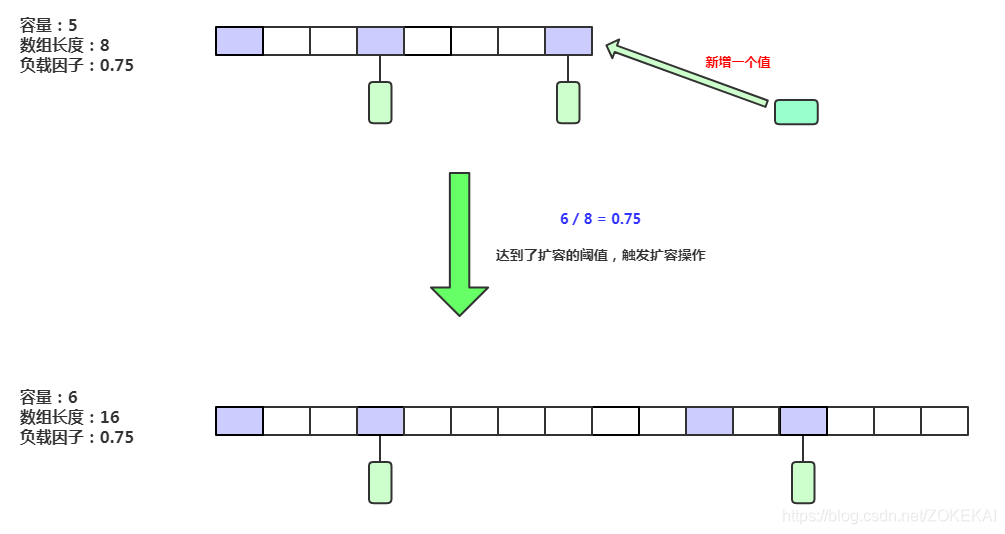 容量：5
数组长度：8
负载因子：0.75
新增一个值
6 / 8 = 0.75
达到了扩容的阈值，触发扩容操作
容量：6
数组长度：16
负载因子：0.75
https://blog.csdn.net/ZOKEKAI